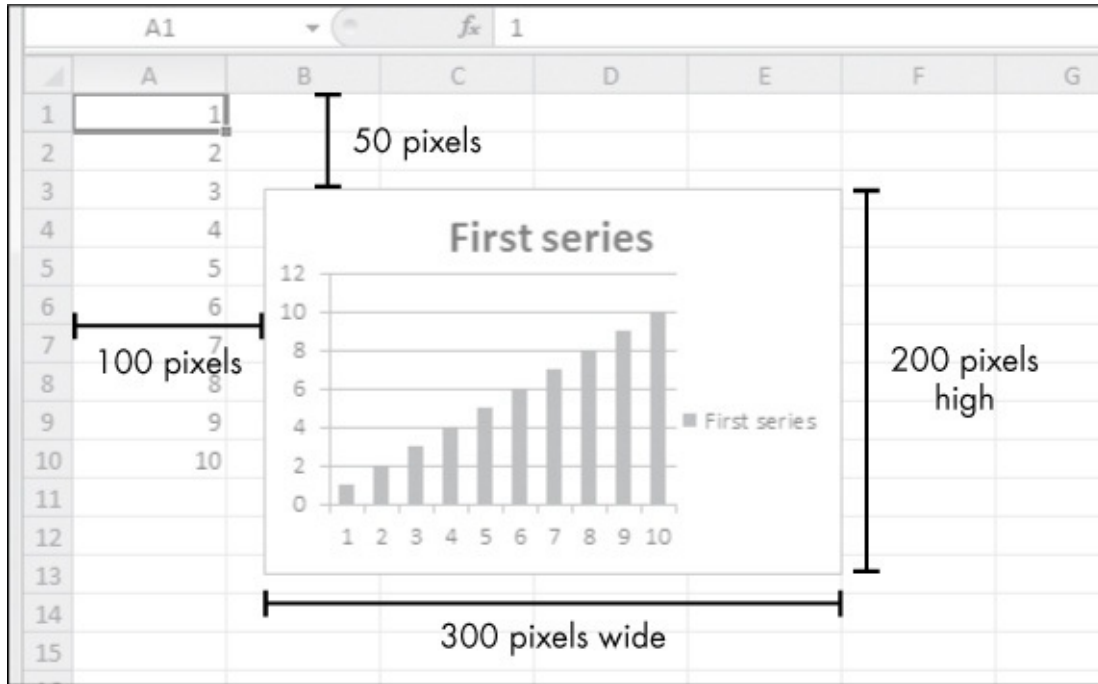 A1 fx 1
A B C D E F G
1 1
50 pixels
2 2
3 3
First series
4 4
5 5
12
6 6
10
7 7
100 pixels
8
8 8
200 pixels
high
6
9 9
4
First series
10 10
2
11
0
12
1 2 3 4 5 6 7 8 9 10
13
14
300 pixels wide
15